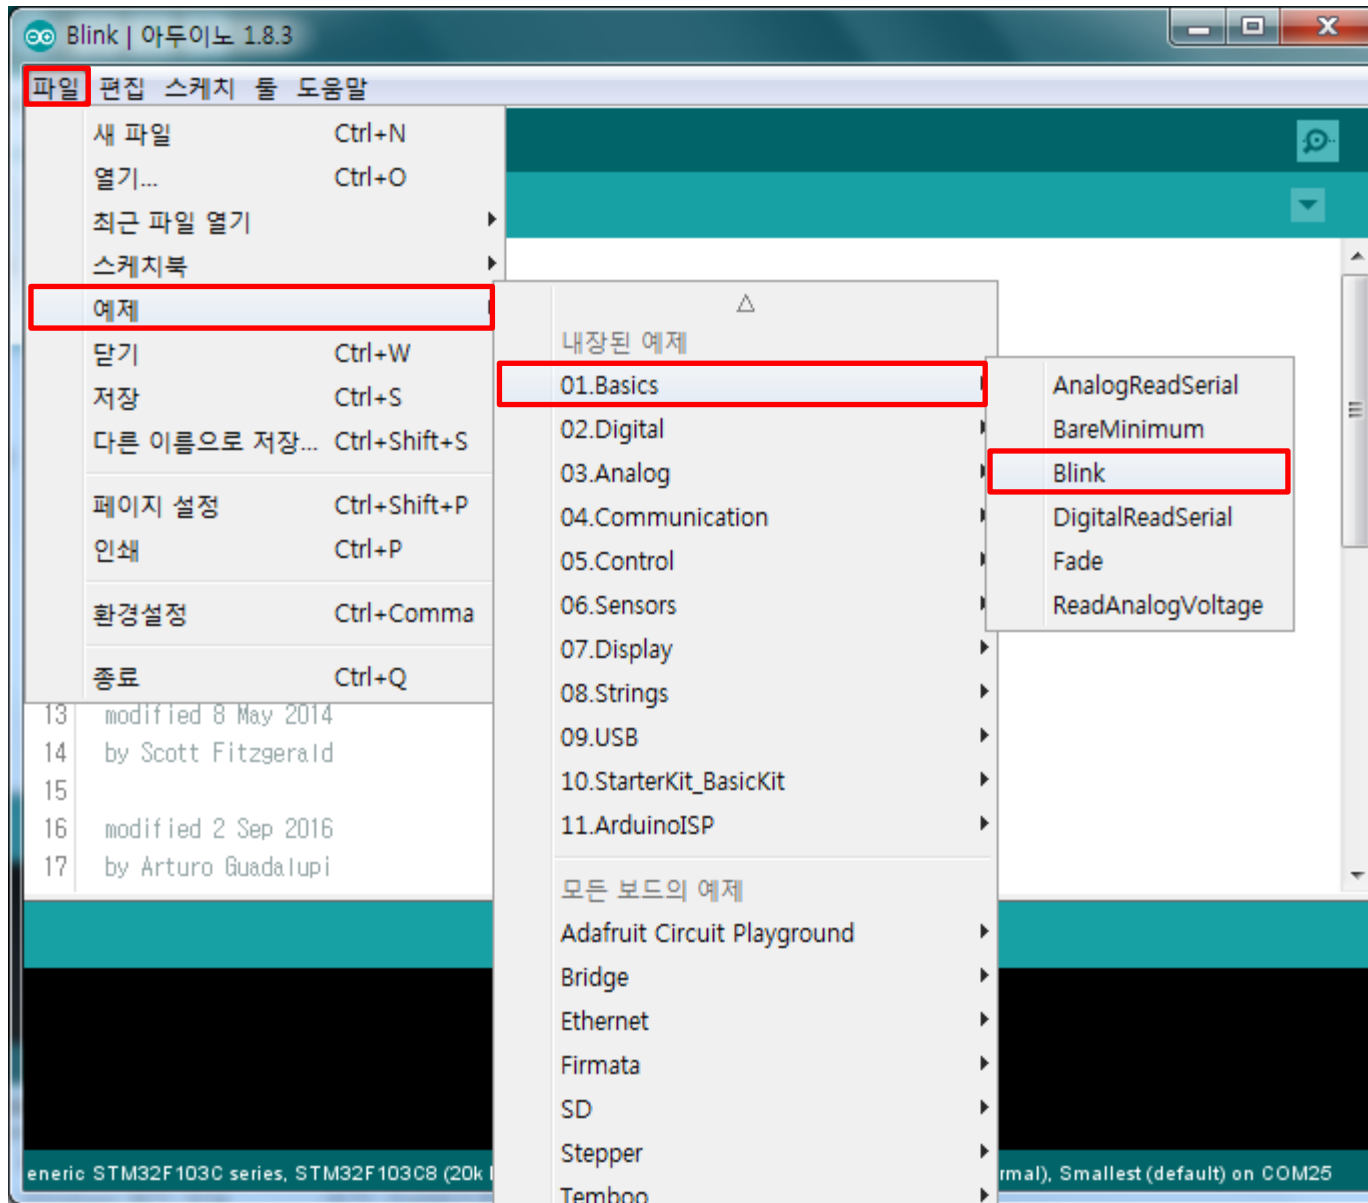 Blink | 아두이노 1.8.3
파일 편집 스케치 툴 도움말
새 파일 Ctrl+N
열기... Ctrl+O
최근 파일 열기
스케치북
예제
닫기 Ctrl+W
저장 Ctrl+S
다른 이름으로 저장... Ctrl+Shift+S
페이지 설정 Ctrl+Shift+P
인쇄 Ctrl+P
환경설정 Ctrl+Comma
종료 Ctrl+Q
내장된 예제
01.Basics
02.Digital
03.Analog
04.Communication
05.Control
06.Sensors
07.Display
08.Strings
09.USB
10.StarterKit_BasicKit
11.ArduinoISP
모든 보드의 예제
Adafruit Circuit Playground
Bridge
Ethernet
Firmata
SD
Stepper
Temboo
AnalogReadSerial
BareMinimum
Blink
DigitalReadSerial
Fade
ReadAnalogVoltage
13 modified 8 May 2014
14 by Scott Fitzgerald
15
16 modified 2 Sep 2016
17 by Arturo Guadalupi
eneric STM32F103C series, STM32F103C8 (20k rmal), Smallest (default) on COM25